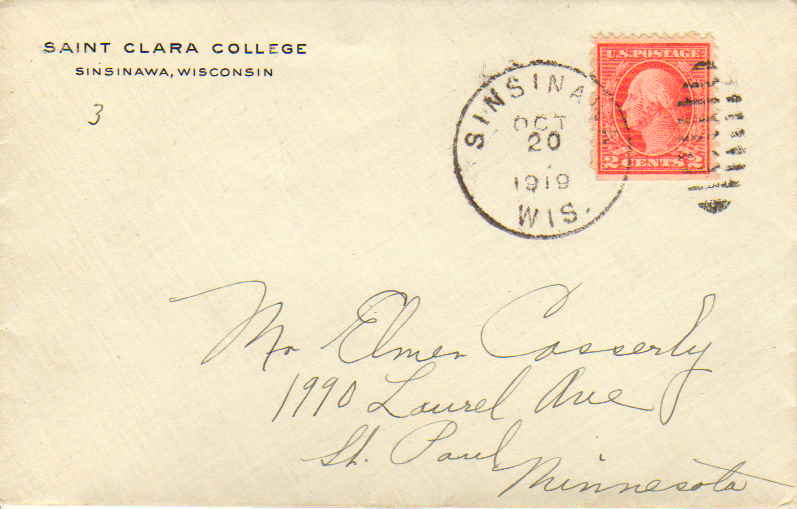 SAINT CLARA COLLEGE
SINSINAWA, WISCONSIN
3
SINSINAWA
OCT
20
1919
WIS.
U.S. POSTAGE
2 CENTS 2
Mr Elmer Casserly
1990 Laurel Ave
St. Paul
Minnesota